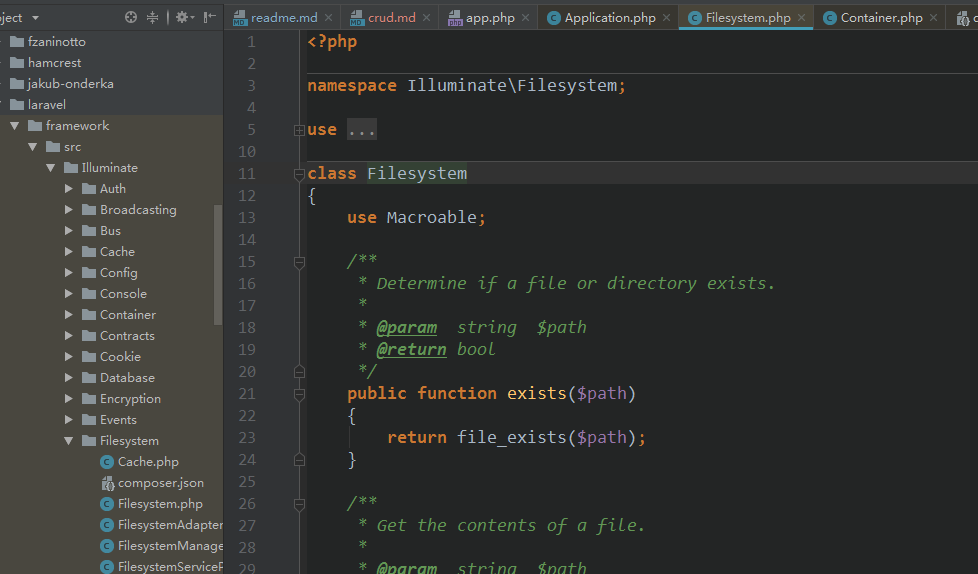 ject
readme.md
crud.md
app.php
Application.php
Filesystem.php
Container.php
fzaninotto
hamcrest
jakub-onderka
laravel
framework
src
Illuminate
Auth
Broadcasting
Bus
Cache
Config
Console
Container
Contracts
Cookie
Database
Encryption
Events
Filesystem
Cache.php
composer.json
Filesystem.php
FilesystemAdapter
FilesystemManage
FilesystemServiceP
1 <?php
2
3 namespace Illuminate\Filesystem;
4
5 use ...
10
11 class Filesystem
12 {
13 use Macroable;
14
15 /**
16 * Determine if a file or directory exists.
17 *
18 * @param string $path
19 * @return bool
20 */
21 public function exists($path)
22 {
23 return file_exists($path);
24 }
25
26 /**
27 * Get the contents of a file.
28 *
29 * @param string $path